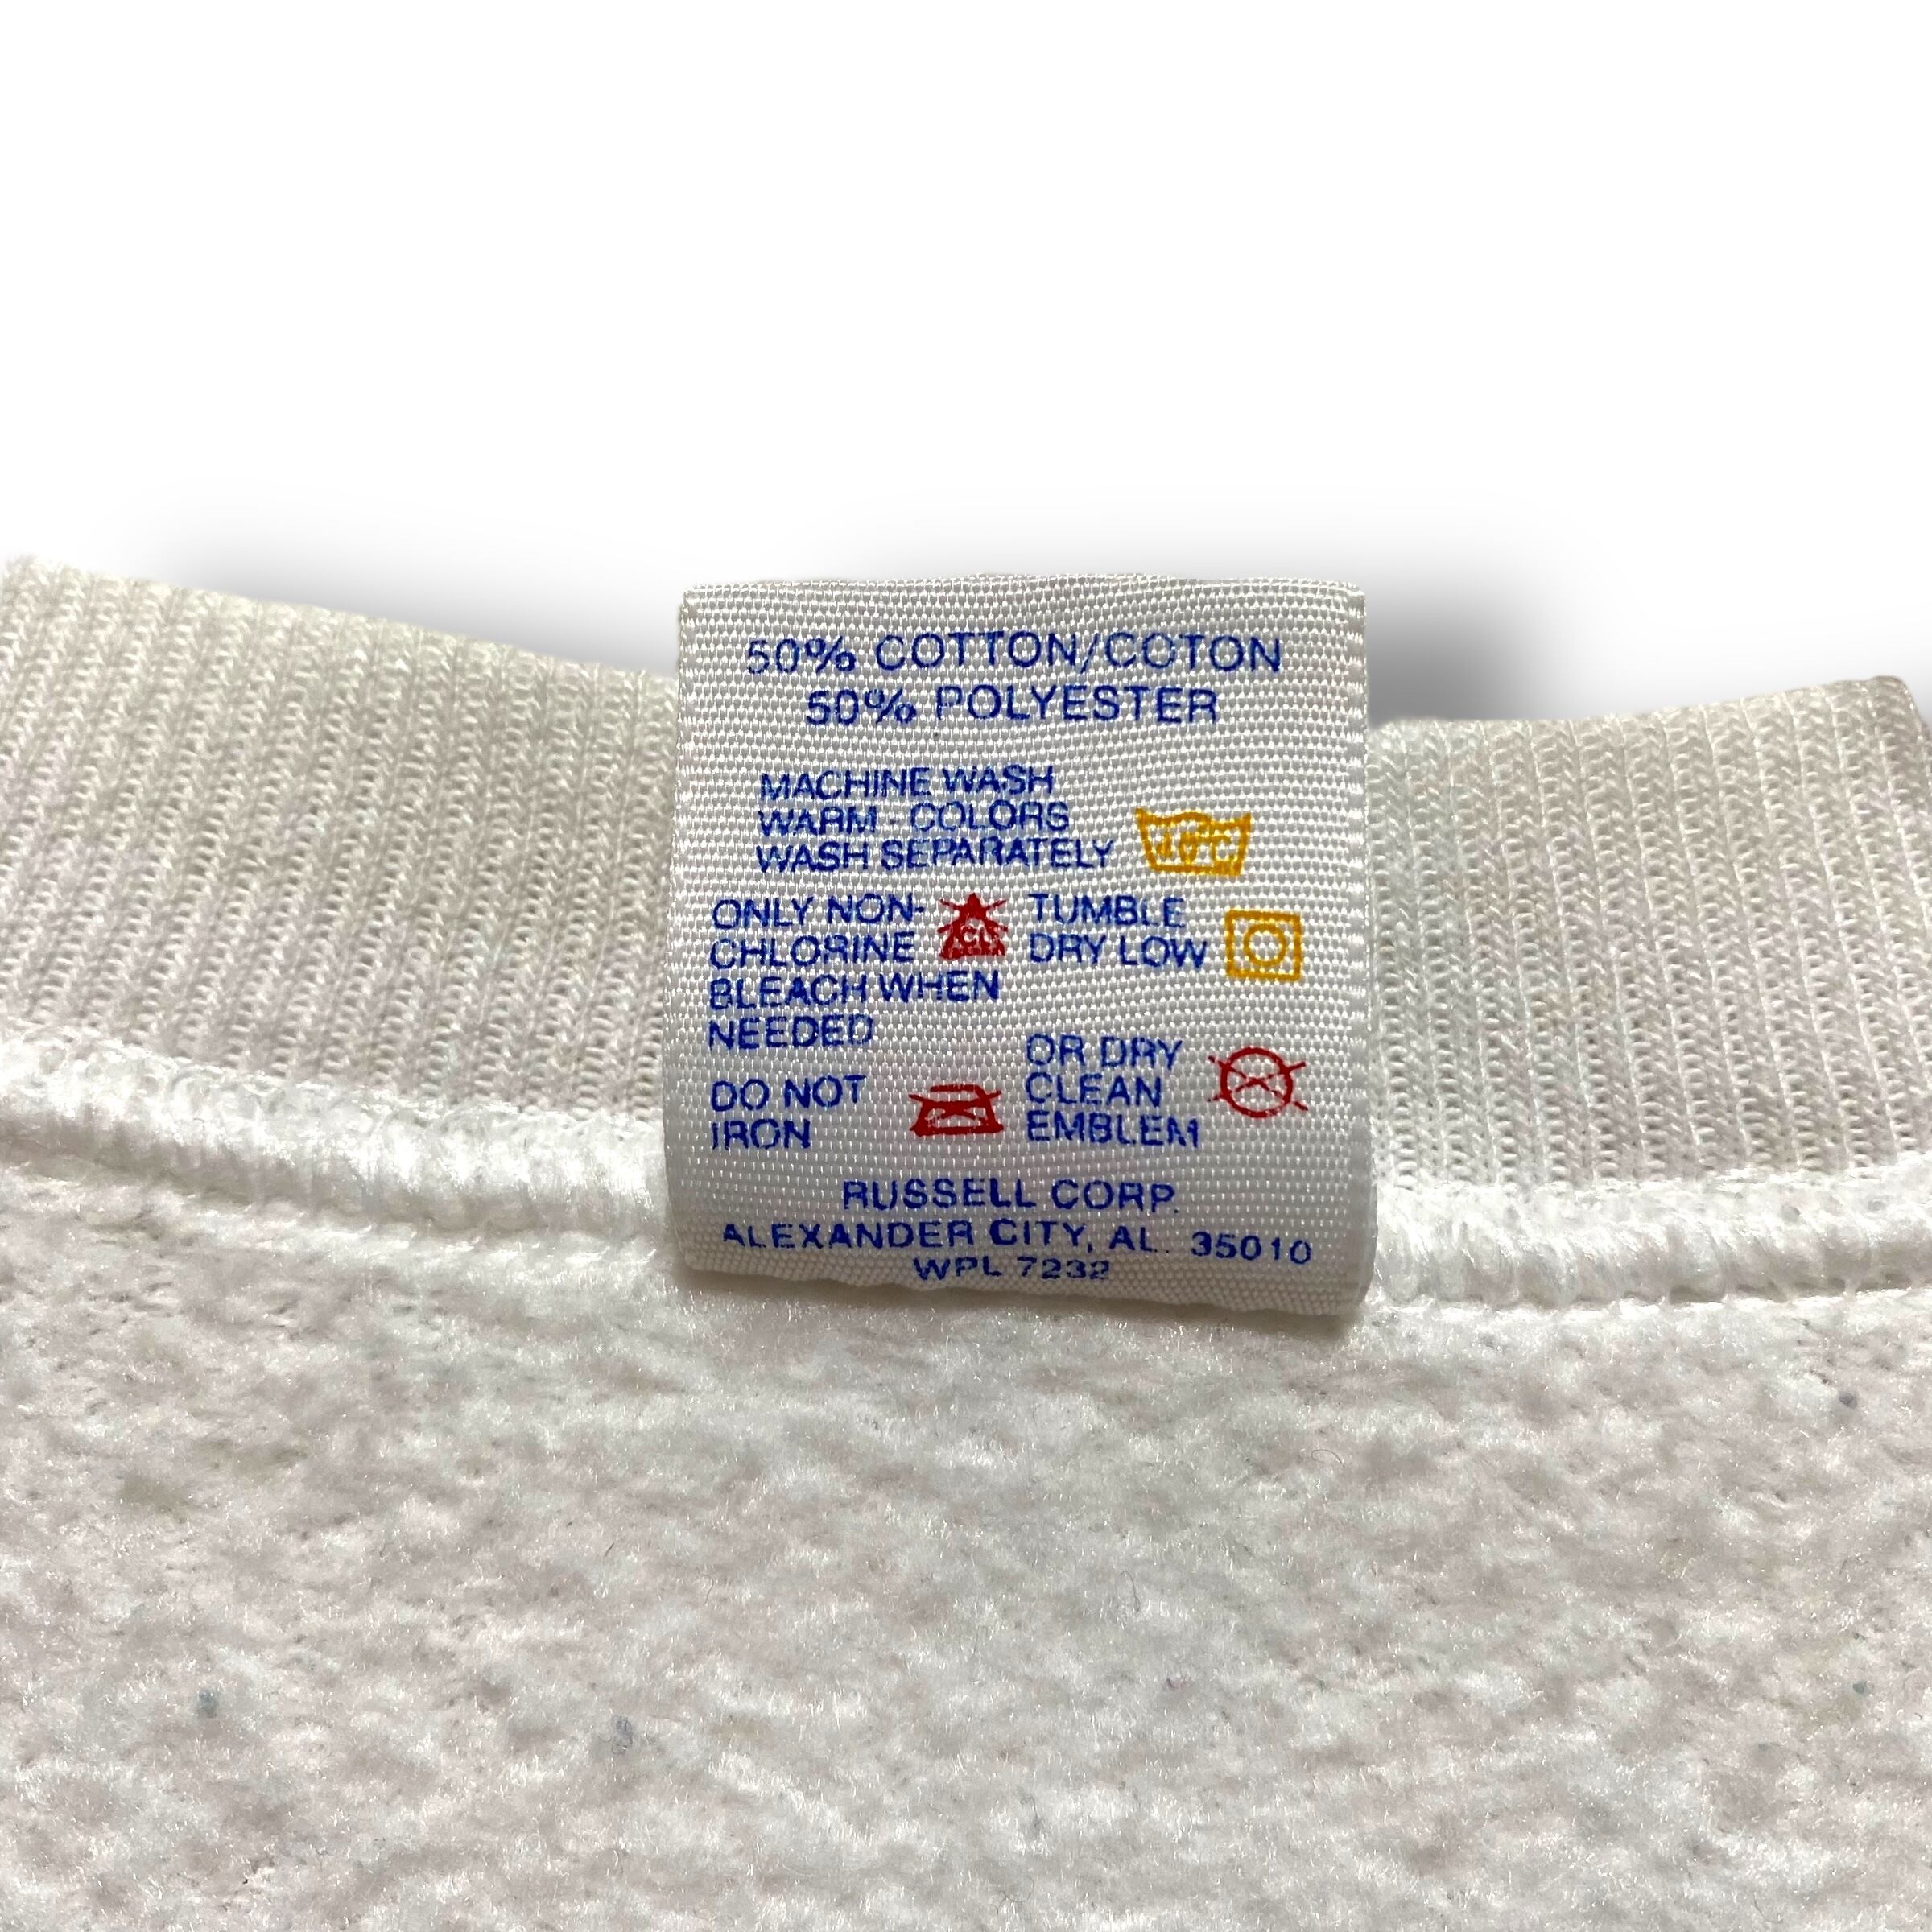 50% COTTON/COTON
50% POLYESTER
MACHINE WASH
WARM - COLORS
WASH SEPARATELY
ONLY NON-
CHLORINE
BLEACH WHEN
NEEDED
CL
TUMBLE
DRY LOW
DO NOT
IRON
OR DRY
CLEAN
EMBLEM
RUSSELL CORP.
ALEXANDER CITY, AL. 35010
WPL 7232